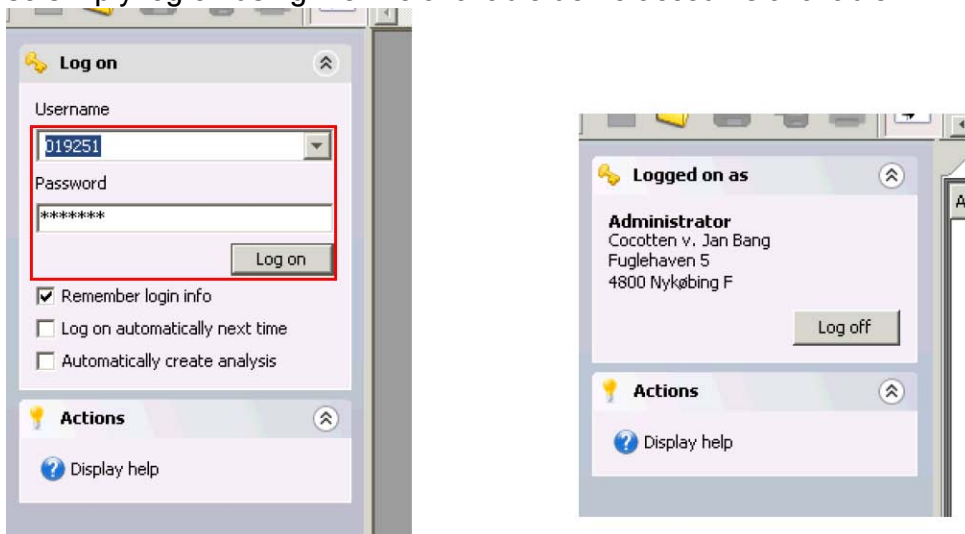 Log on
Username
019251
Password
*******
Log on
Remember login info
Log on automatically next time
Automatically create analysis
Actions
Display help
Logged on as
Administrator
Cocotten v. Jan Bang
Fuglehaven 5
4800 Nykøbing F
Log off
Actions
Display help